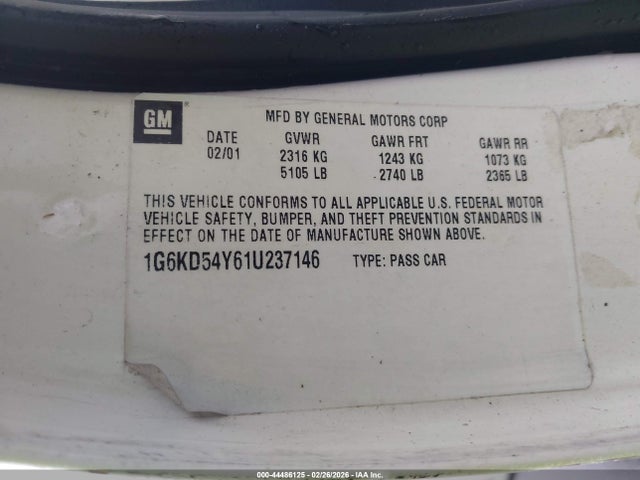 GM
MFD BY GENERAL MOTORS CORP
DATE GVWR GAWR FRT GAWR RR
02/01 2316 KG 1243 KG 1073 KG
5105 LB 2740 LB 2365 LB
THIS VEHICLE CONFORMS TO ALL APPLICABLE U.S. FEDERAL MOTOR
VEHICLE SAFETY, BUMPER, AND THEFT PREVENTION STANDARDS IN
EFFECT ON THE DATE OF MANUFACTURE SHOWN ABOVE.
1G6KD54Y61U237146 TYPE: PASS CAR
000-44486125 | 02/26/2026 - IAA Inc.